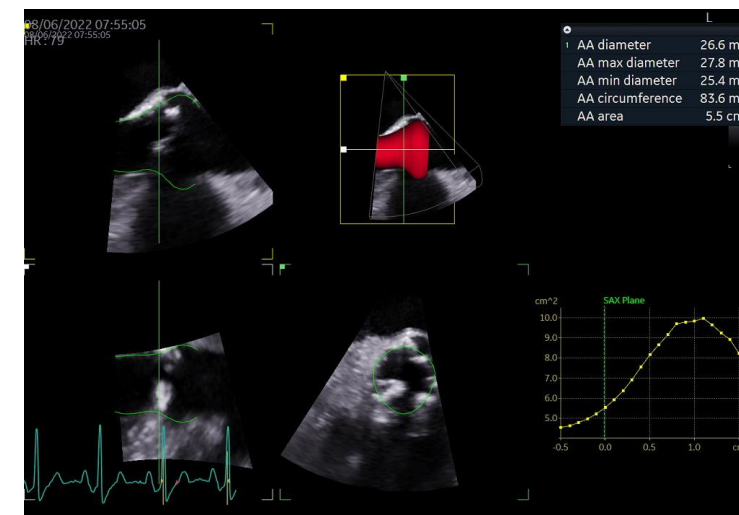 08/06/2022 07:55:05
08/06/2022 07:55:05
HR : 79
L
1 AA diameter 26.6 m
AA max diameter 27.8 m
AA min diameter 25.4 m
AA circumference 83.6 m
AA area 5.5 cm
cm^2
SAX Plane
10.0
9.0
8.0
7.0
6.0
5.0
-0.5 0.0 0.5 1.0 cm